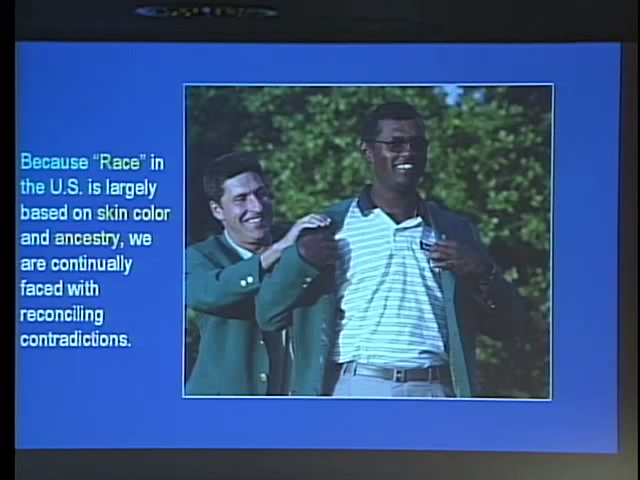 Because “Race” in
the U.S. is largely
based on skin color
and ancestry, we
are continually
faced with
reconciling
contradictions.